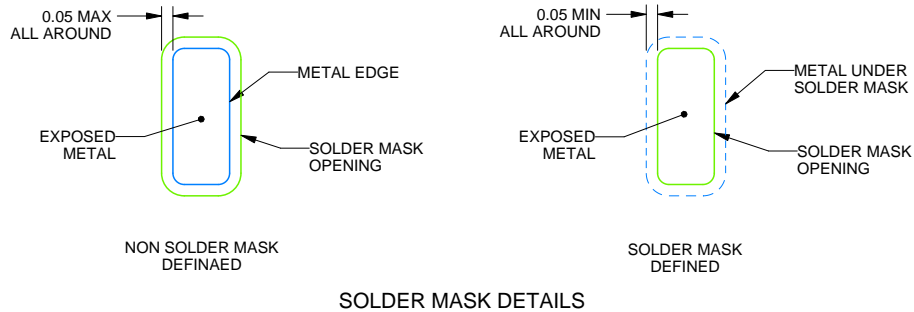 0.05 MAX
ALL AROUND
METAL EDGE
EXPOSED
METAL
SOLDER MASK
OPENING
NON SOLDER MASK
DEFINAED
0.05 MIN
ALL AROUND
METAL UNDER
SOLDER MASK
EXPOSED
METAL
SOLDER MASK
OPENING
SOLDER MASK
DEFINED
SOLDER MASK DETAILS